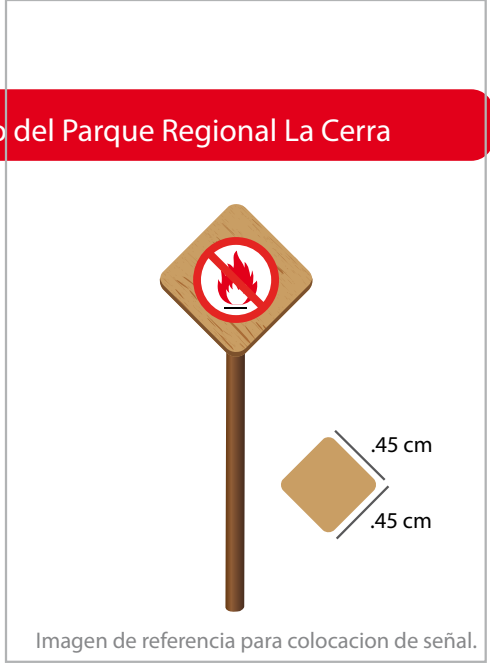 del Parque Regional La Cerra
.45 cm
.45 cm
Imagen de referencia para colocacion de señal.